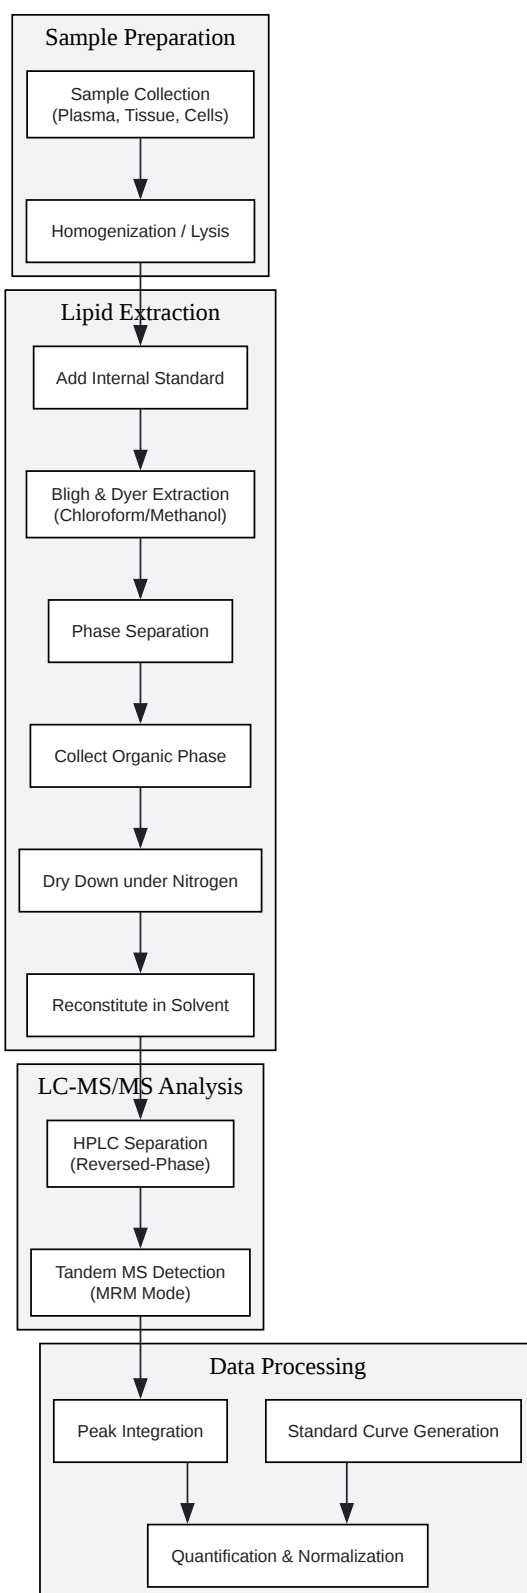 Sample Preparation
Sample Collection
(Plasma, Tissue, Cells)
Homogenization / Lysis
Lipid Extraction
Add Internal Standard
Bligh & Dyer Extraction
(Chloroform/Methanol)
Phase Separation
Collect Organic Phase
Dry Down under Nitrogen
Reconstitute in Solvent
LC-MS/MS Analysis
HPLC Separation
(Reversed-Phase)
Tandem MS Detection
(MRM Mode)
Data Processing
Peak Integration
Standard Curve Generation
Quantification & Normalization